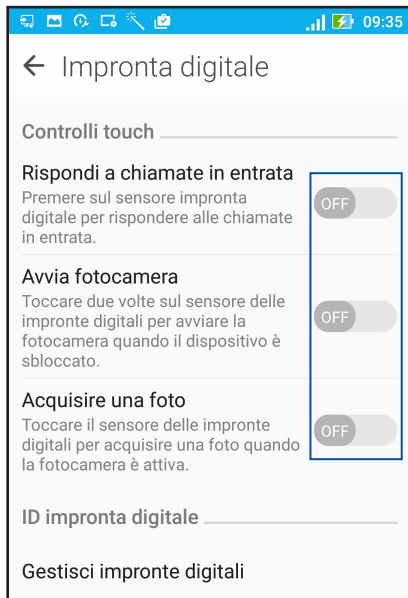 09:35
Impronta digitale
Controlli touch
Rispondi a chiamate in entrata
Premere sul sensore impronta
digitale per rispondere alle chiamate
in entrata.
OFF
Avvia fotocamera
Toccare due volte sul sensore delle
impronte digitali per avviare la
fotocamera quando il dispositivo è
sbloccato.
OFF
Acquisire una foto
Toccare il sensore delle impronte
digitali per acquisire una foto quando
la fotocamera è attiva.
OFF
ID impronta digitale
Gestisci impronte digitali